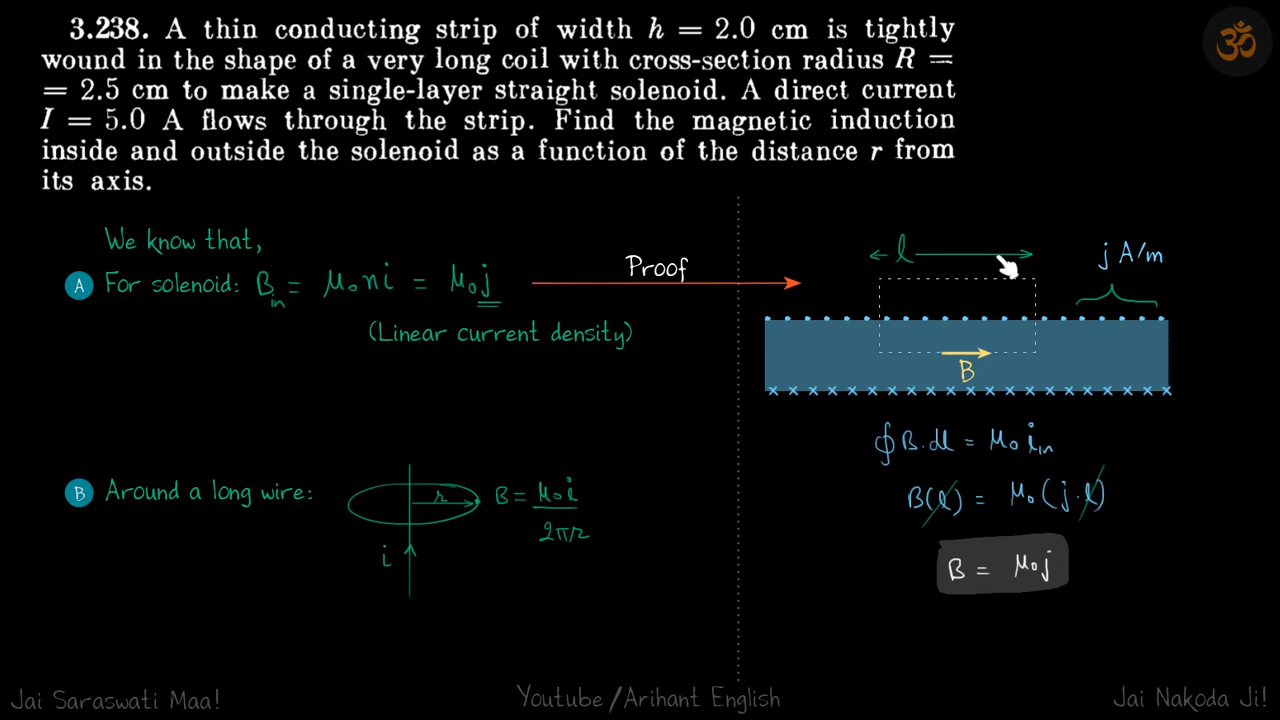 3.238. A thin conducting strip of width h = 2.0 cm is tightly
wound in the shape of a very long coil with cross-section radius R =
= 2.5 cm to make a single-layer straight solenoid. A direct current
I = 5.0 A flows through the strip. Find the magnetic induction
inside and outside the solenoid as a function of the distance r from
its axis.
ॐ
We know that,
A For solenoid: B_in = μ₀ni = μ₀j
(Linear current density)
Proof
l
j A/m
B
∮B.dl = μ₀i_in
B(l) = μ₀(j.l)
B = μ₀j
B Around a long wire:
r
i
B = μ₀i/2πr
Jai Saraswati Maa!
Youtube/Arihant English
Jai Nakoda Ji!